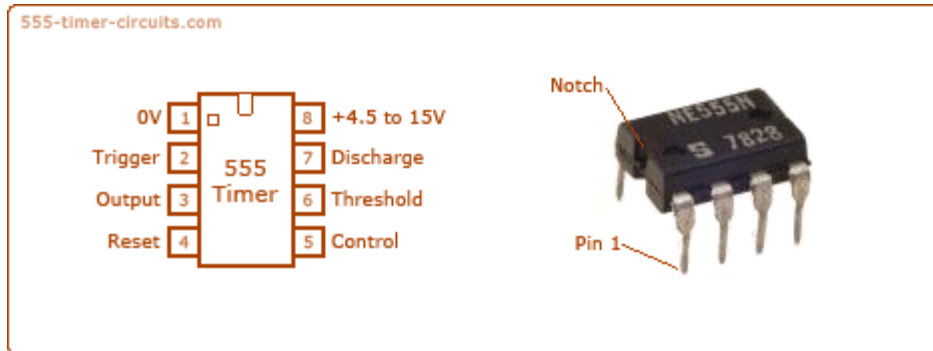 555-timer-circuits.com
0V 1 8 +4.5 to 15V
Trigger 2 7 Discharge
555
Timer
Output 3 6 Threshold
Reset 4 5 Control
Notch
NE555N
S 7828
Pin 1